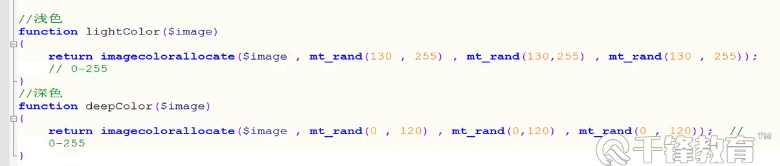 //浅色
function lightColor($image)
{
return imagecolorallocate($image , mt_rand(130 , 255) , mt_rand(130,255) , mt_rand(130 , 255));
// 0-255
}
//深色
function deepColor($image)
{
return imagecolorallocate($image , mt_rand(0 , 120) , mt_rand(0,120) , mt_rand(0 , 120)); //
0-255
}
千锋教育 TM